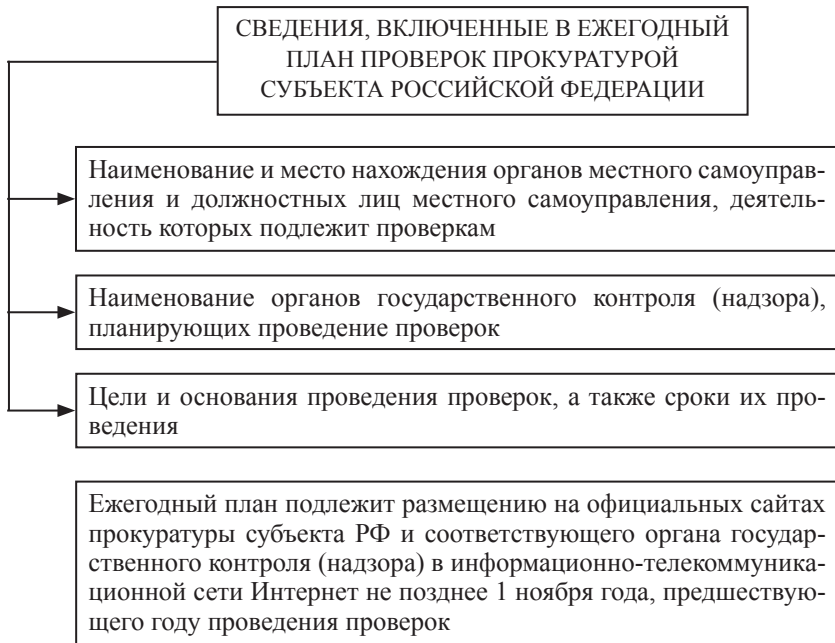 СВЕДЕНИЯ, ВКЛЮЧЕННЫЕ В ЕЖЕГОДНЫЙ
ПЛАН ПРОВЕРОК ПРОКУРАТУРОЙ
СУБЪЕКТА РОССИЙСКОЙ ФЕДЕРАЦИИ
Наименование и место нахождения органов местного самоуправ-
ления и должностных лиц местного самоуправления, деятель-
ность которых подлежит проверкам
Наименование органов государственного контроля (надзора),
планирующих проведение проверок
Цели и основания проведения проверок, а также сроки их про-
ведения
Ежегодный план подлежит размещению на официальных сайтах
прокуратуры субъекта РФ и соответствующего органа государ-
ственного контроля (надзора) в информационно-телекоммуника-
ционной сети Интернет не позднее 1 ноября года, предшествую-
щего году проведения проверок